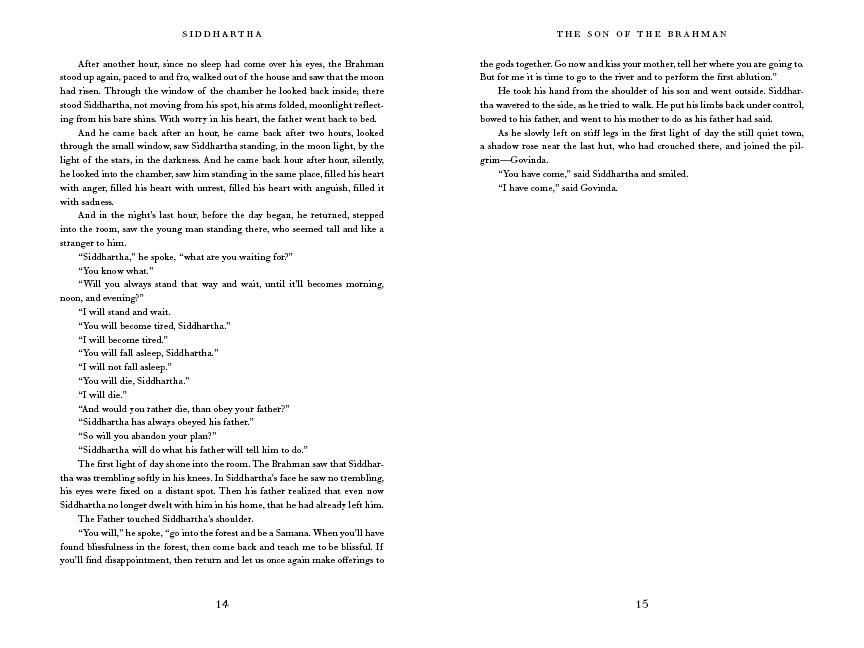 SIDDHARTHA
After another hour, since no sleep had come over his eyes, the Brahman
stood up again, paced to and fro, walked out of the house and saw that the moon
had risen. Through the window of the chamber he looked back inside; there
stood Siddhartha, not moving from his spot, his arms folded, moonlight reflect-
ing from his bare shins. With worry in his heart, the father went back to bed.
And he came back after an hour, he came back after two hours, looked
through the small window, saw Siddhartha standing, in the moon light, by the
light of the stars, in the darkness. And he came back hour after hour, silently,
he looked into the chamber, saw him standing in the same place, filled his heart
with anger, filled his heart with unrest, filled his heart with anguish, filled it
with sadness.
And in the night’s last hour, before the day began, he returned, stepped
into the room, saw the young man standing there, who seemed tall and like a
stranger to him.
“Siddhartha,” he spoke, “what are you waiting for?”
“You know what.”
“Will you always stand that way and wait, until it’ll becomes morning,
noon, and evening?”
“I will stand and wait.
“You will become tired, Siddhartha.”
“I will become tired.”
“You will fall asleep, Siddhartha.”
“I will not fall asleep.”
“You will die, Siddhartha.”
“I will die.”
“And would you rather die, than obey your father?”
“Siddhartha has always obeyed his father.”
“So will you abandon your plan?”
“Siddhartha will do what his father will tell him to do.”
The first light of day shone into the room. The Brahman saw that Siddhar-
tha was trembling softly in his knees. In Siddhartha’s face he saw no trembling,
his eyes were fixed on a distant spot. Then his father realized that even now
Siddhartha no longer dwelt with him in his home, that he had already left him.
The Father touched Siddhartha’s shoulder.
“You will,” he spoke, “go into the forest and be a Samana. When you’ll have
found blissfulness in the forest, then come back and teach me to be blissful. If
you’ll find disappointment, then return and let us once again make offerings to
14
THE SON OF THE BRAHMAN
the gods together. Go now and kiss your mother, tell her where you are going to.
But for me it is time to go to the river and to perform the first ablution.”
He took his hand from the shoulder of his son and went outside. Siddhar-
tha wavered to the side, as he tried to walk. He put his limbs back under control,
bowed to his father, and went to his mother to do as his father had said.
As he slowly left on stiff legs in the first light of day the still quiet town,
a shadow rose near the last hut, who had crouched there, and joined the pil-
grim—Govinda.
“You have come,” said Siddhartha and smiled.
“I have come,” said Govinda.
15